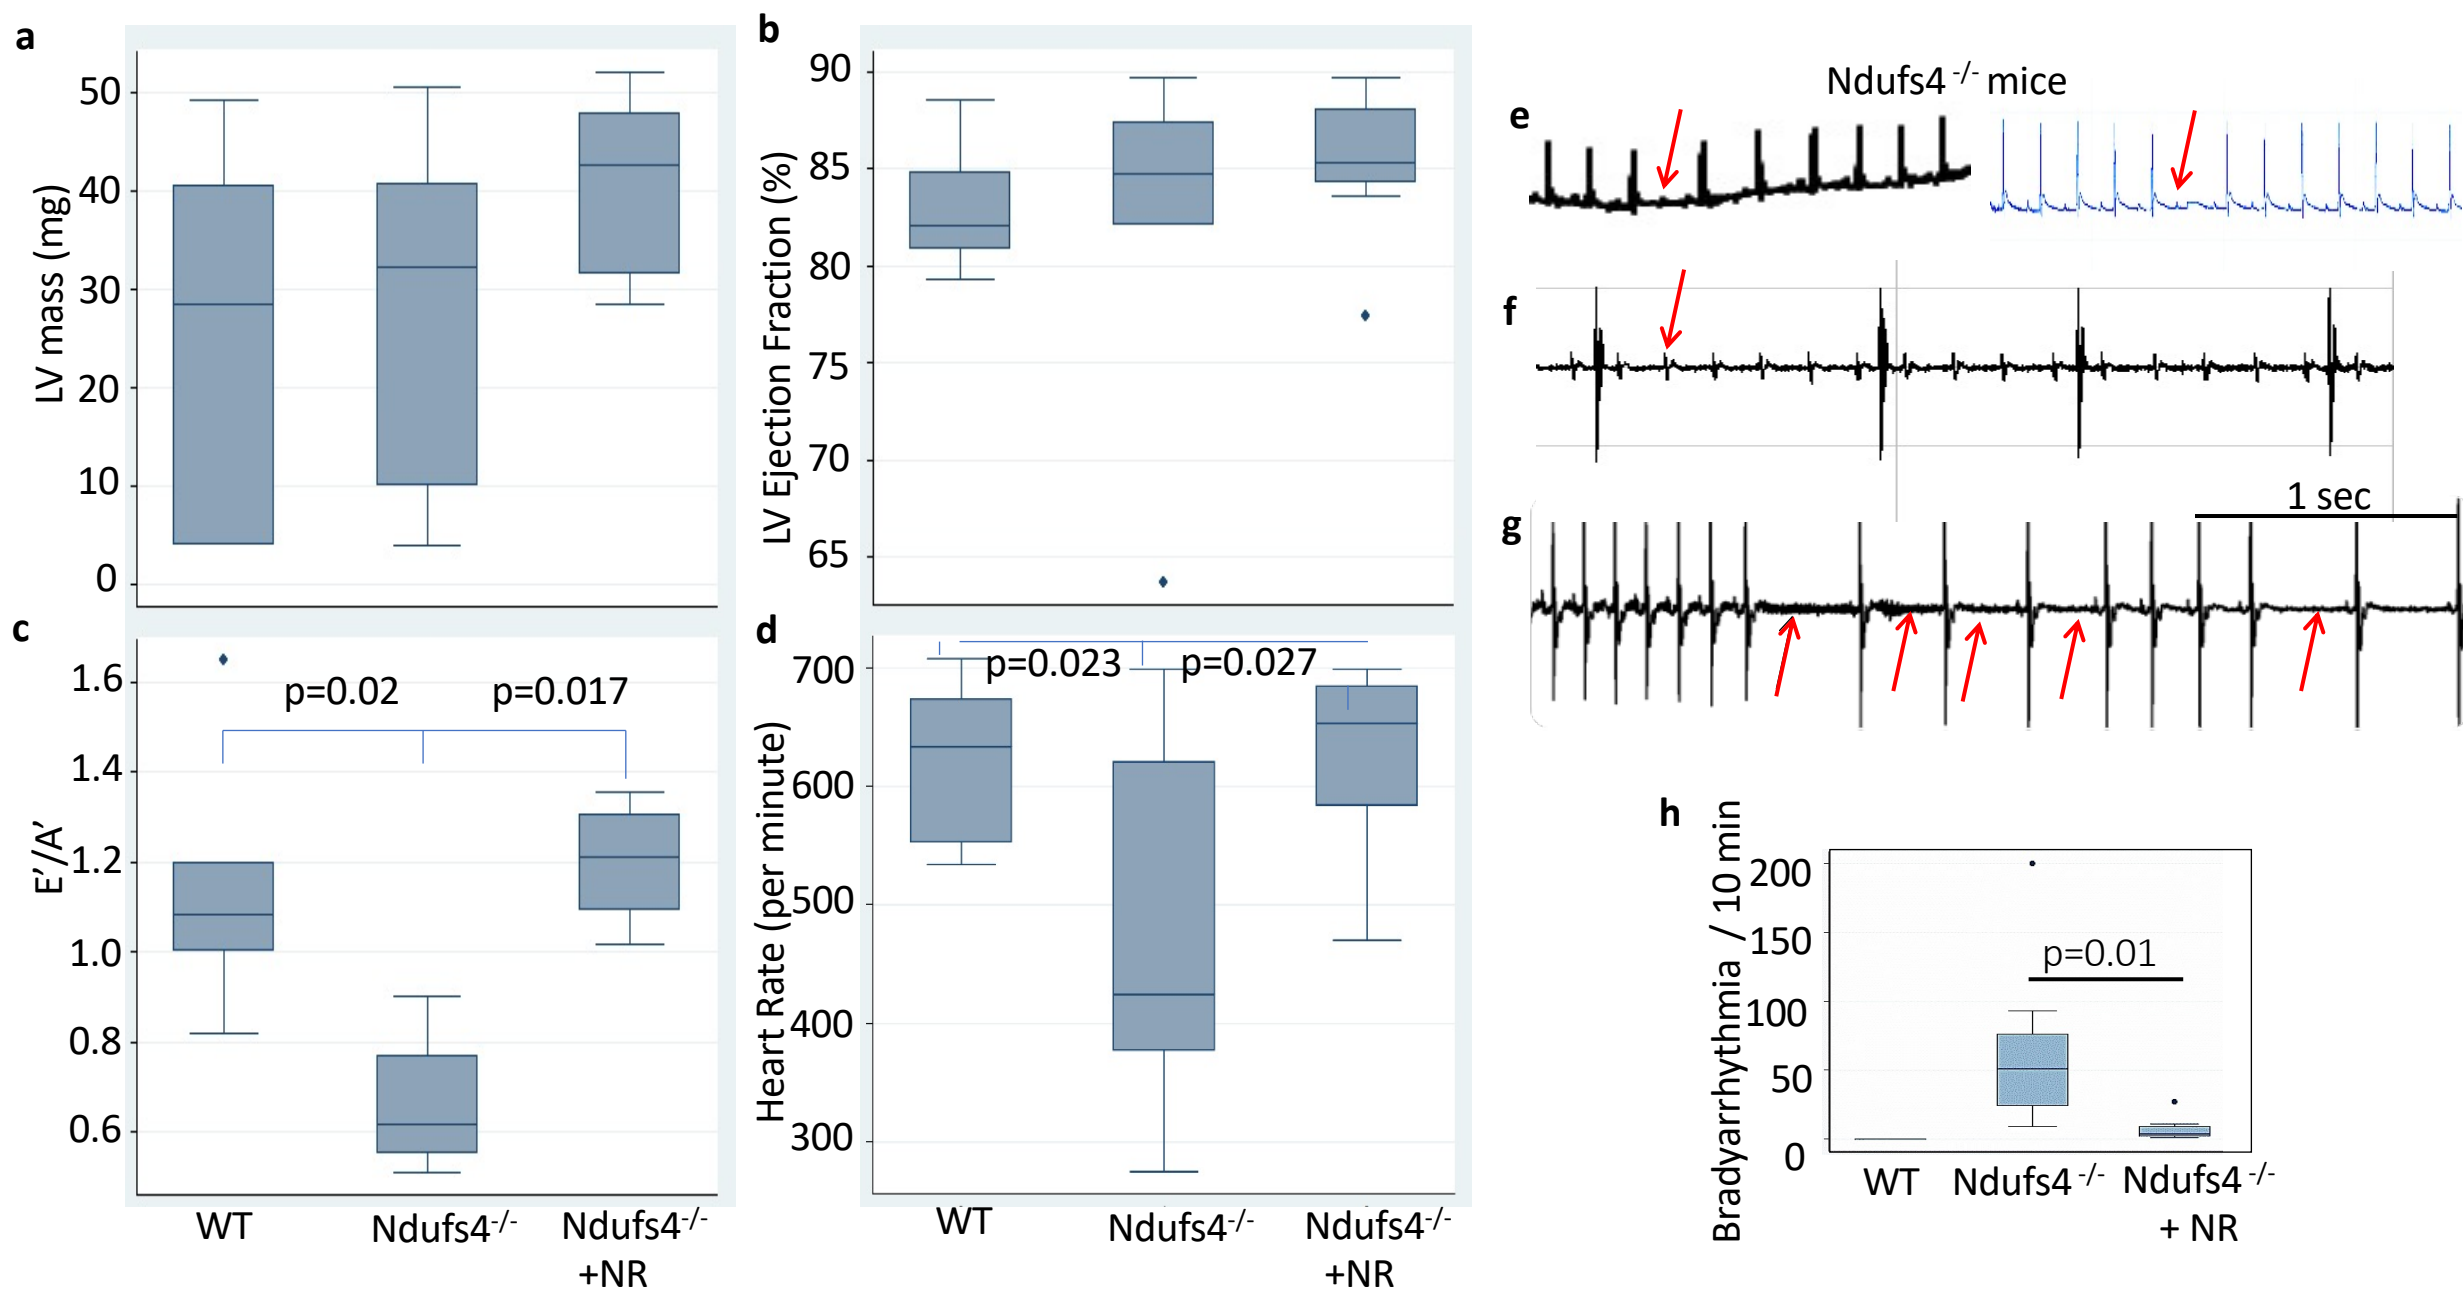 a
50
40
30
20
10
0
LV mass (mg)
b
90
85
80
75
70
65
LV Ejection Fraction (%)
c
1.6
1.4
1.2
1.0
0.8
0.6
E’/A’
p=0.02 p=0.017
WT Ndufs4-/- Ndufs4-/-
+NR
d
700
600
500
400
300
Heart Rate (per minute)
p=0.023 p=0.027
WT Ndufs4-/- Ndufs4-/-
+NR
Ndufs4 -/- mice
e
f
1 sec
g
h
200
150
100
50
0
Bradyarrhythmia / 10 min
p=0.01
WT Ndufs4 -/- Ndufs4 -/-
+ NR